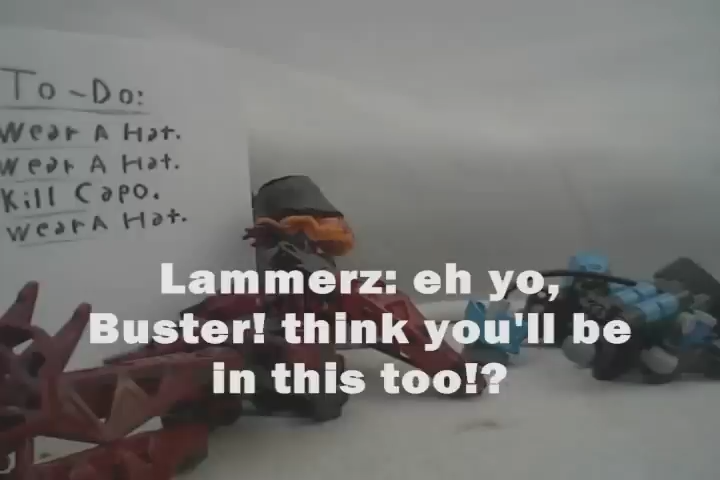 To-Do:
Wear A Hat.
Wear A Hat.
Kill Capo.
Wear A Hat.
Lammerz: eh yo,
Buster! think you'll be
in this too!?